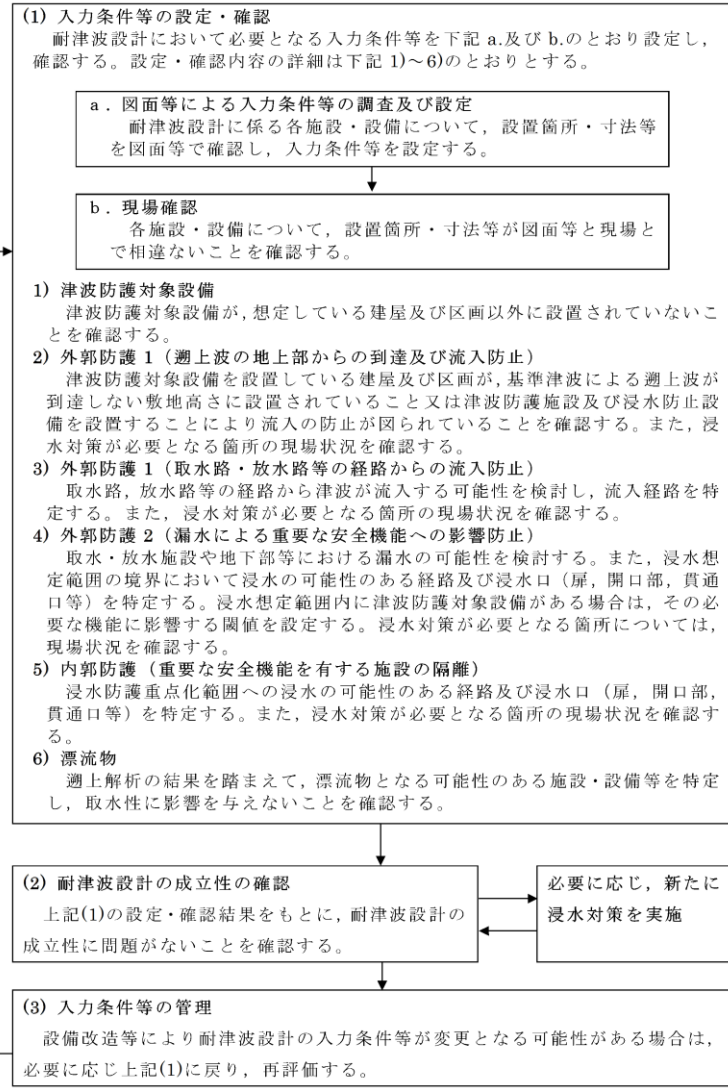 (1) 入力条件等の設定・確認
耐津波設計において必要となる入力条件等を下記 a.及び b.のとおり設定し，
確認する。設定・確認内容の詳細は下記 1)～6)のとおりとする。
a．図面等による入力条件等の調査及び設定
耐津波設計に係る各施設・設備について，設置箇所・寸法等
を図面等で確認し，入力条件等を設定する。
b．現場確認
各施設・設備について，設置箇所・寸法等が図面等と現場と
で相違ないことを確認する。
1) 津波防護対象設備
津波防護対象設備が，想定している建屋及び区画以外に設置されていないこ
とを確認する。
2) 外郭防護 1（遡上波の地上部からの到達及び流入防止）
津波防護対象設備を設置している建屋及び区画が，基準津波による遡上波が
到達しない敷地高さに設置されていること又は津波防護施設及び浸水防止設
備を設置することにより流入の防止が図られていることを確認する。また，浸
水対策が必要となる箇所の現場状況を確認する。
3) 外郭防護 1（取水路・放水路等の経路からの流入防止）
取水路，放水路等の経路から津波が流入する可能性を検討し，流入経路を特
定する。また，浸水対策が必要となる箇所の現場状況を確認する。
4) 外郭防護 2（漏水による重要な安全機能への影響防止）
取水・放水施設や地下部等における漏水の可能性を検討する。また，浸水想
定範囲の境界において浸水の可能性のある経路及び浸水口（扉，開口部，貫通
口等）を特定する。浸水想定範囲内に津波防護対象設備がある場合は，その必
要な機能に影響する閾値を設定する。浸水対策が必要となる箇所については，
現場状況を確認する。
5) 内郭防護（重要な安全機能を有する施設の隔離）
浸水防護重点化範囲への浸水の可能性のある経路及び浸水口（扉，開口部，
貫通口等）を特定する。また，浸水対策が必要となる箇所の現場状況を確認す
る。
6) 漂流物
遡上解析の結果を踏まえて，漂流物となる可能性のある施設・設備等を特定
し，取水性に影響を与えないことを確認する。
(2) 耐津波設計の成立性の確認
上記(1)の設定・確認結果をもとに，耐津波設計の
成立性に問題がないことを確認する。
必要に応じ，新たに
浸水対策を実施
(3) 入力条件等の管理
設備改造等により耐津波設計の入力条件等が変更となる可能性がある場合は，
必要に応じ上記(1)に戻り，再評価する。